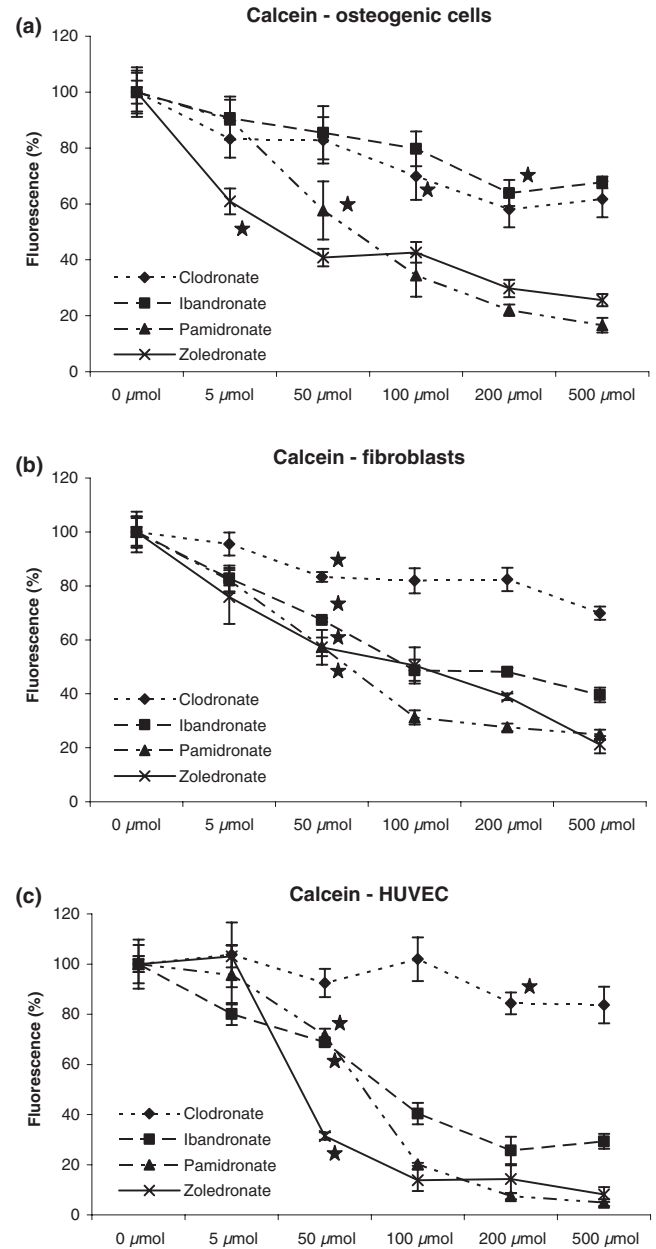 (a)
Calcein - osteogenic cells
120
100
80
60
40
20
0
Fluorescence (%)
Clodronate
Ibandronate
Pamidronate
Zoledronate
0 µmol 5 µmol 50 µmol 100 µmol 200 µmol 500 µmol
(b)
Calcein - fibroblasts
120
100
80
60
40
20
0
Fluorescence (%)
Clodronate
Ibandronate
Pamidronate
Zoledronate
0 µmol 5 µmol 50 µmol 100 µmol 200 µmol 500 µmol
(c)
Calcein - HUVEC
120
100
80
60
40
20
0
Fluorescence (%)
Clodronate
Ibandronate
Pamidronate
Zoledronate
0 µmol 5 µmol 50 µmol 100 µmol 200 µmol 500 µmol